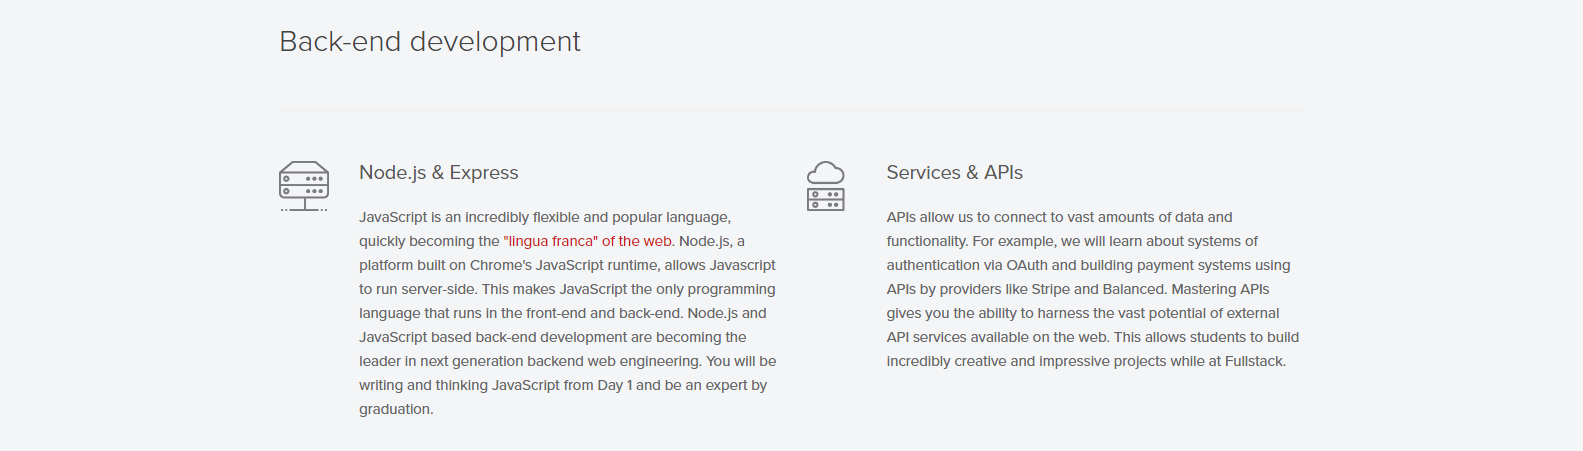 Back-end development
Node.js & Express
JavaScript is an incredibly flexible and popular language,
quickly becoming the "lingua franca" of the web. Node.js, a
platform built on Chrome's JavaScript runtime, allows Javascript
to run server-side. This makes JavaScript the only programming
language that runs in the front-end and back-end. Node.js and
JavaScript based back-end development are becoming the
leader in next generation backend web engineering. You will be
writing and thinking JavaScript from Day 1 and be an expert by
graduation.
Services & APIs
APIs allow us to connect to vast amounts of data and
functionality. For example, we will learn about systems of
authentication via OAuth and building payment systems using
APIs by providers like Stripe and Balanced. Mastering APIs
gives you the ability to harness the vast potential of external
API services available on the web. This allows students to build
incredibly creative and impressive projects while at Fullstack.